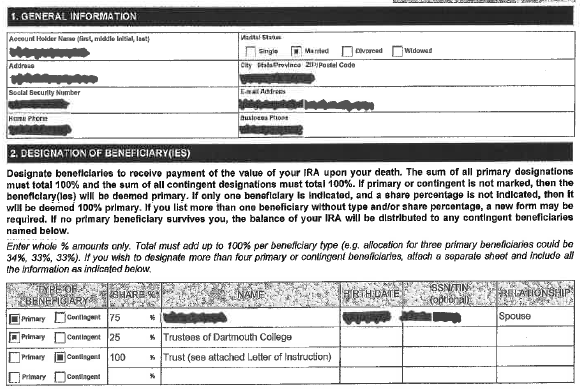 1. GENERAL INFORMATION
Account Holder Name (first, middle initial, last)
Marital Status
Single Married Divorced Widowed
Address
City State/Province ZIP/Postal Code
Social Security Number
E-mail Address
Home Phone
Business Phone
2. DESIGNATION OF BENEFICIARY(IES)
Designate beneficiaries to receive payment of the value of your IRA upon your death. The sum of all primary designations
must total 100% and the sum of all contingent designations must total 100%. If primary or contingent is not marked, then the
beneficiary(ies) will be deemed primary. If only one beneficiary is indicated, and a share percentage is not indicated, then it
will be deemed 100% primary. If you list more than one beneficiary without type and/or share percentage, a new form may be
required. If no primary beneficiary survives you, the balance of your IRA will be distributed to any contingent beneficiaries
named below.
Enter whole % amounts only. Total must add up to 100% per beneficiary type (e.g. allocation for three primary beneficiaries could be
34%, 33%, 33%). If you wish to designate more than four primary or contingent beneficiaries, attach a separate sheet and include all
the information as indicated below.
TYPE OF BENEFICIARY SHARE % NAME BIRTH DATE SSN/TIN (optional) RELATIONSHIP
Primary Contingent 75 % Spouse
Primary Contingent 25 % Trustees of Dartmouth College
Primary Contingent 100 % Trust (see attached Letter of Instruction)
Primary Contingent %